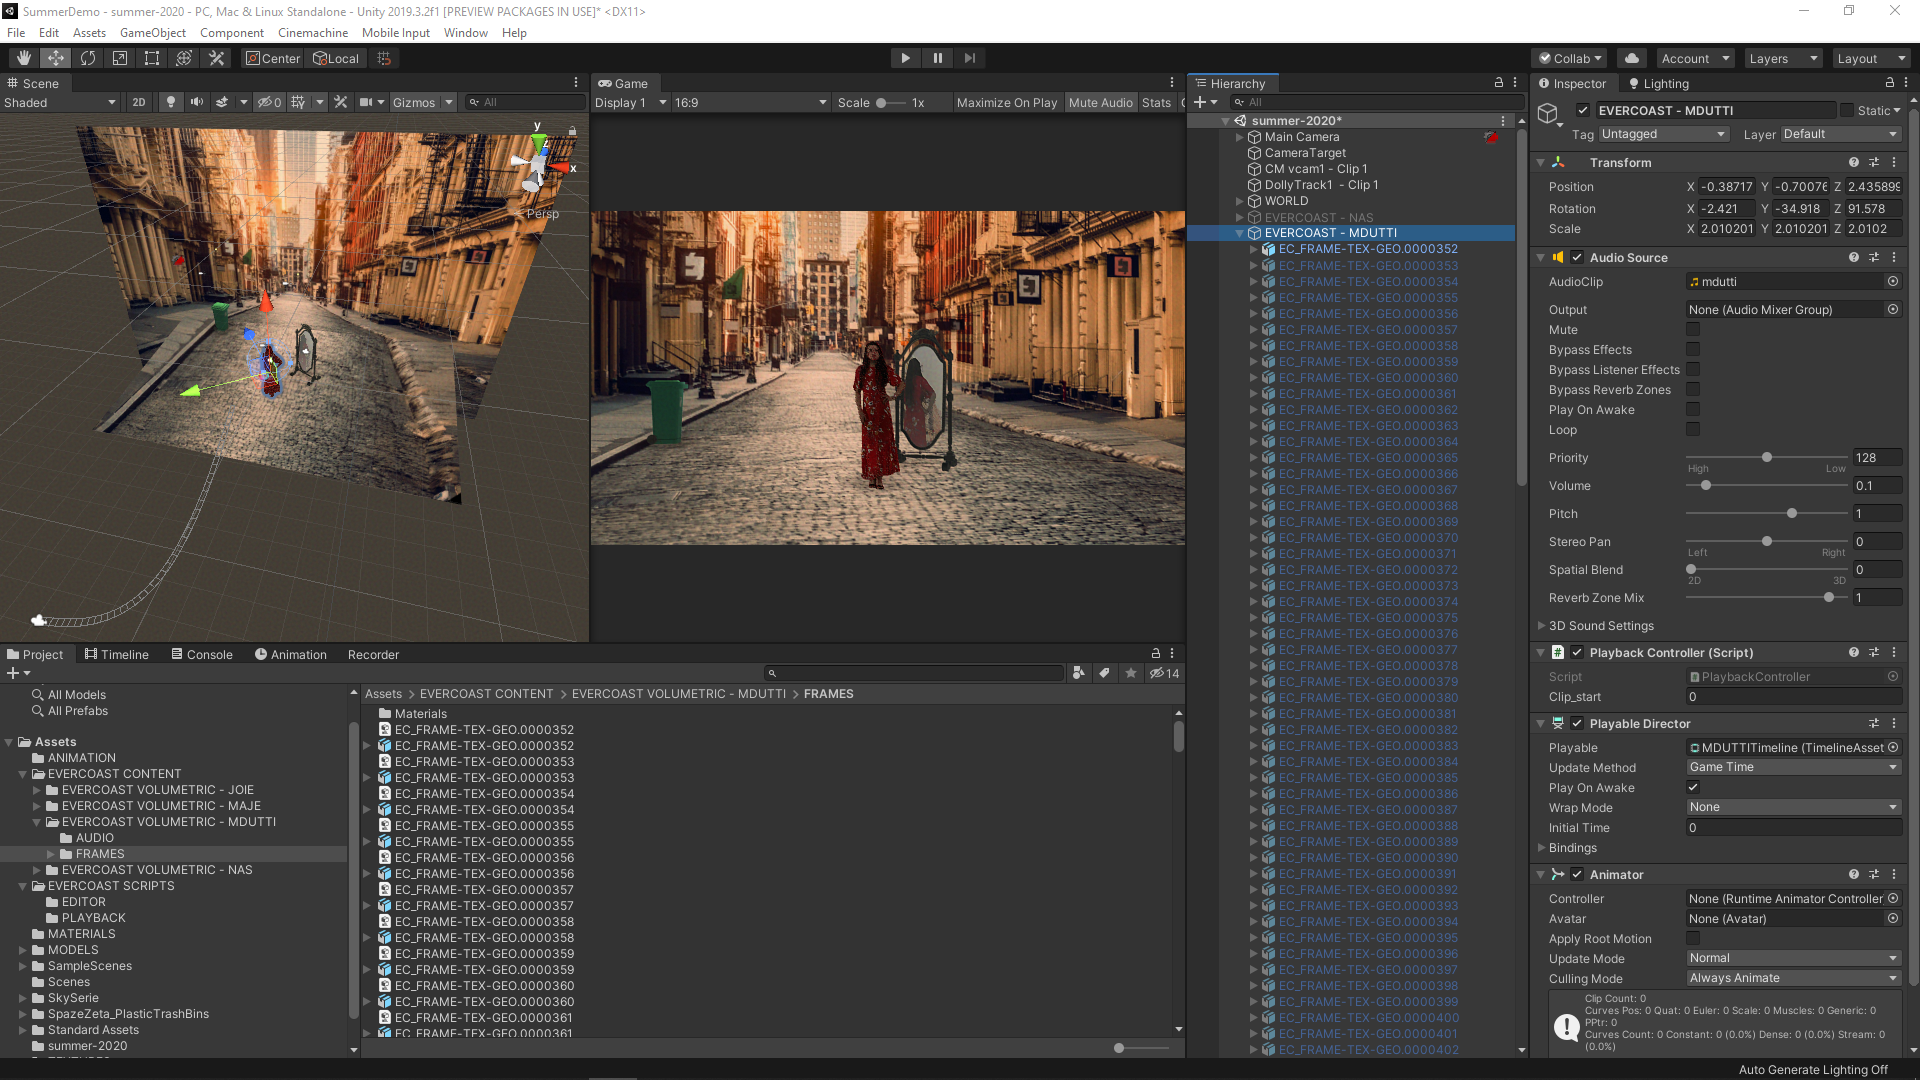 SummerDemo - summer-2020 - PC, Mac & Linux Standalone - Unity 2019.3.2f1 [PREVIEW PACKAGES IN USE]* <DX11>
File Edit Assets GameObject Component Cinemachine Mobile Input Window Help
Center Local Collab Account Layers Layout
Scene
Shaded 2D 0 Gizmos All
y
x
Persp
Game
Display 1 16:9 Scale 1x Maximize On Play Mute Audio Stats
Hierarchy
All
summer-2020*
Main Camera
CameraTarget
CM vcam1 - Clip 1
DollyTrack1 - Clip 1
WORLD
EVERCOAST - NAS
EVERCOAST - MDUTTI
EC_FRAME-TEX-GEO.0000352
EC_FRAME-TEX-GEO.0000353
EC_FRAME-TEX-GEO.0000354
EC_FRAME-TEX-GEO.0000355
EC_FRAME-TEX-GEO.0000356
EC_FRAME-TEX-GEO.0000357
EC_FRAME-TEX-GEO.0000358
EC_FRAME-TEX-GEO.0000359
EC_FRAME-TEX-GEO.0000360
EC_FRAME-TEX-GEO.0000361
EC_FRAME-TEX-GEO.0000362
EC_FRAME-TEX-GEO.0000363
EC_FRAME-TEX-GEO.0000364
EC_FRAME-TEX-GEO.0000365
EC_FRAME-TEX-GEO.0000366
EC_FRAME-TEX-GEO.0000367
EC_FRAME-TEX-GEO.0000368
EC_FRAME-TEX-GEO.0000369
EC_FRAME-TEX-GEO.0000370
EC_FRAME-TEX-GEO.0000371
EC_FRAME-TEX-GEO.0000372
EC_FRAME-TEX-GEO.0000373
EC_FRAME-TEX-GEO.0000374
EC_FRAME-TEX-GEO.0000375
EC_FRAME-TEX-GEO.0000376
EC_FRAME-TEX-GEO.0000377
EC_FRAME-TEX-GEO.0000378
EC_FRAME-TEX-GEO.0000379
EC_FRAME-TEX-GEO.0000380
EC_FRAME-TEX-GEO.0000381
EC_FRAME-TEX-GEO.0000382
EC_FRAME-TEX-GEO.0000383
EC_FRAME-TEX-GEO.0000384
EC_FRAME-TEX-GEO.0000385
EC_FRAME-TEX-GEO.0000386
EC_FRAME-TEX-GEO.0000387
EC_FRAME-TEX-GEO.0000388
EC_FRAME-TEX-GEO.0000389
EC_FRAME-TEX-GEO.0000390
EC_FRAME-TEX-GEO.0000391
EC_FRAME-TEX-GEO.0000392
EC_FRAME-TEX-GEO.0000393
EC_FRAME-TEX-GEO.0000394
EC_FRAME-TEX-GEO.0000395
EC_FRAME-TEX-GEO.0000396
EC_FRAME-TEX-GEO.0000397
EC_FRAME-TEX-GEO.0000398
EC_FRAME-TEX-GEO.0000399
EC_FRAME-TEX-GEO.0000400
EC_FRAME-TEX-GEO.0000401
EC_FRAME-TEX-GEO.0000402
Inspector Lighting
EVERCOAST - MDUTTI Static
Tag Untagged Layer Default
Transform
Position X -0.38717 Y -0.70076 Z 2.435899
Rotation X -2.421 Y -34.918 Z 91.578
Scale X 2.010201 Y 2.010201 Z 2.0102
Audio Source
AudioClip mdutti
Output None (Audio Mixer Group)
Mute
Bypass Effects
Bypass Listener Effects
Bypass Reverb Zones
Play On Awake
Loop
Priority 128
High Low
Volume 0.1
Pitch 1
Stereo Pan 0
Left Right
Spatial Blend 0
2D 3D
Reverb Zone Mix 1
3D Sound Settings
Playback Controller (Script)
Script PlaybackController
Clip_start 0
Playable Director
Playable MDUTTITimeline (TimelineAsset
Update Method Game Time
Play On Awake
Wrap Mode None
Initial Time 0
Bindings
Animator
Controller None (Runtime Animator Controller
Avatar None (Avatar)
Apply Root Motion
Update Mode Normal
Culling Mode Always Animate
Clip Count: 0
Curves Pos: 0 Quat: 0 Euler: 0 Scale: 0 Muscles: 0 Generic: 0
PPtr: 0
Curves Count: 0 Constant: 0 (0.0%) Dense: 0 (0.0%) Stream: 0
(0.0%)
Project Timeline Console Animation Recorder
14
All Models
All Prefabs
Assets
ANIMATION
EVERCOAST CONTENT
EVERCOAST VOLUMETRIC - JOIE
EVERCOAST VOLUMETRIC - MAJE
EVERCOAST VOLUMETRIC - MDUTTI
AUDIO
FRAMES
EVERCOAST VOLUMETRIC - NAS
EVERCOAST SCRIPTS
EDITOR
PLAYBACK
MATERIALS
MODELS
SampleScenes
Scenes
SkySerie
SpazeZeta_PlasticTrashBins
Standard Assets
summer-2020
Assets > EVERCOAST CONTENT > EVERCOAST VOLUMETRIC - MDUTTI > FRAMES
Materials
EC_FRAME-TEX-GEO.0000352
EC_FRAME-TEX-GEO.0000352
EC_FRAME-TEX-GEO.0000353
EC_FRAME-TEX-GEO.0000353
EC_FRAME-TEX-GEO.0000354
EC_FRAME-TEX-GEO.0000354
EC_FRAME-TEX-GEO.0000355
EC_FRAME-TEX-GEO.0000355
EC_FRAME-TEX-GEO.0000356
EC_FRAME-TEX-GEO.0000356
EC_FRAME-TEX-GEO.0000357
EC_FRAME-TEX-GEO.0000357
EC_FRAME-TEX-GEO.0000358
EC_FRAME-TEX-GEO.0000358
EC_FRAME-TEX-GEO.0000359
EC_FRAME-TEX-GEO.0000359
EC_FRAME-TEX-GEO.0000360
EC_FRAME-TEX-GEO.0000360
EC_FRAME-TEX-GEO.0000361
EC_FRAME-TEX-GEO.0000361
Auto Generate Lighting Off